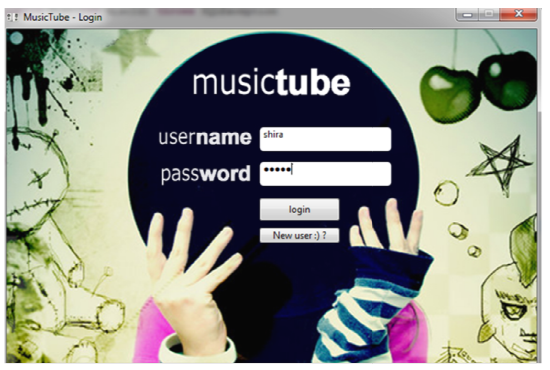 MusicTube - Login
musictube
username shira
password •••••
login
New user :) ?